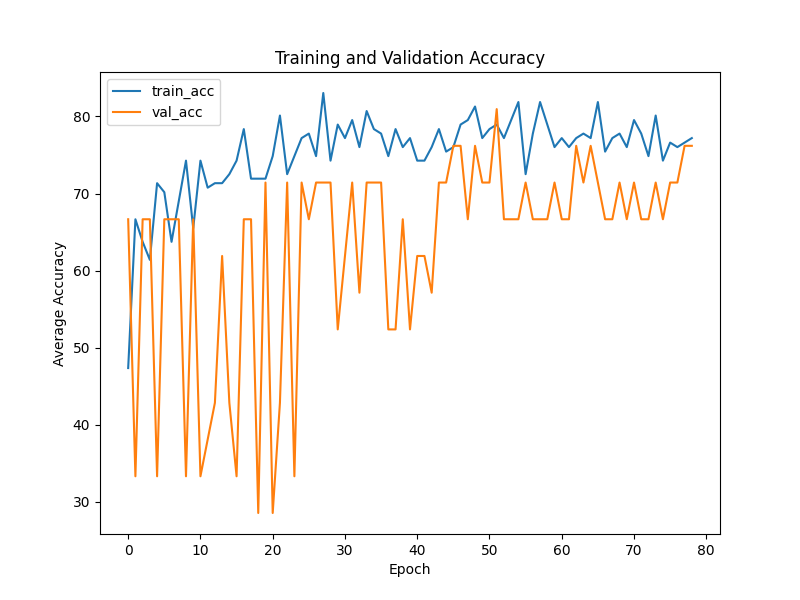 Training and Validation Accuracy
train_acc
val_acc
80
70
60
50
40
30
Average Accuracy
0 10 20 30 40 50 60 70 80
Epoch